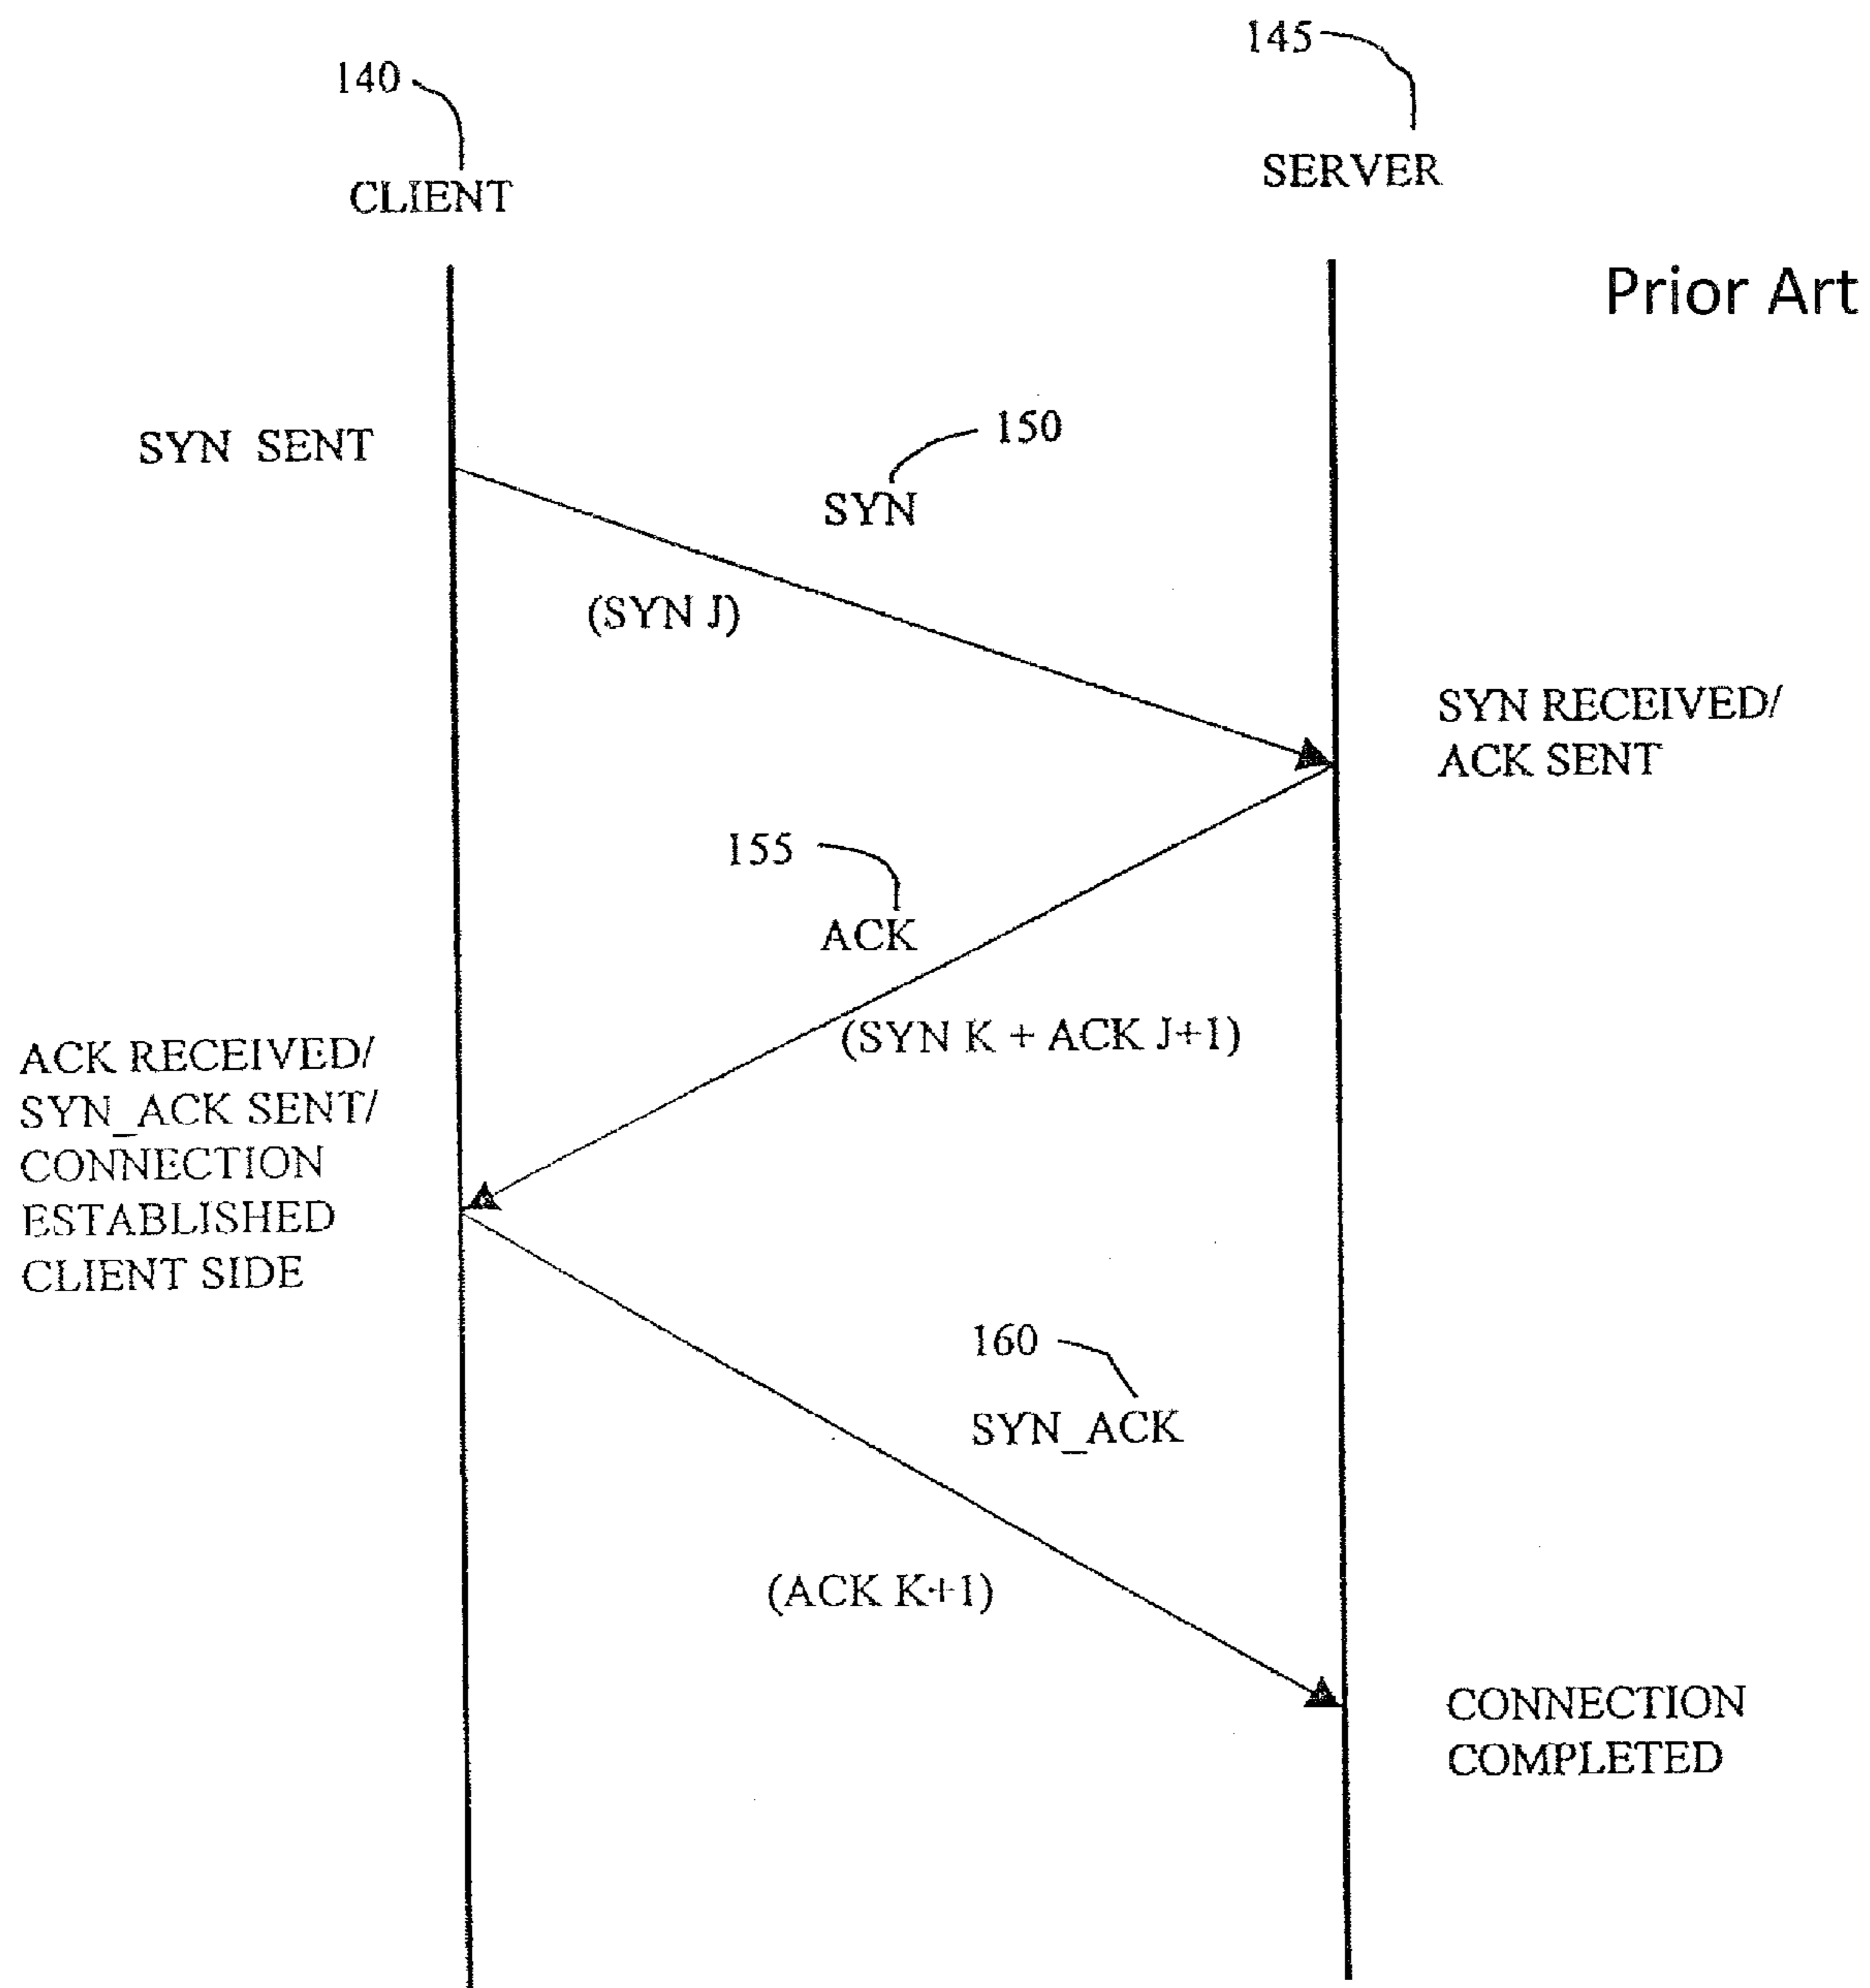 145
140
SERVER
CLIENT
Prior Art
150
SYN SENT
SYN
(SYN J)
SYN RECEIVED/
ACK SENT
155
ACK
(SYN K + ACK J+1)
ACK RECEIVED/
SYN_ACK SENT/
CONNECTION
ESTABLISHED
CLIENT SIDE
160
SYN_ACK
(ACK K+1)
CONNECTION
COMPLETED